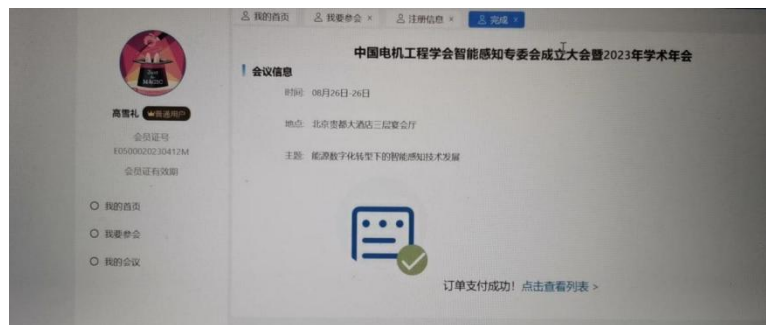 我的首页
我要参会 ×
注册信息 ×
完成 ×
中国电机工程学会智能感知专委会成立大会暨2023年学术年会
会议信息
时间: 08月26日-26日
地点: 北京壹都大酒店三层宴会厅
主题: 能源数字化转型下的智能感知技术发展
高雪礼 普通用户
会员证号
E0500020230412M
会员证有效期
我的首页
我要参会
我的会议
订单支付成功! 点击查看列表 >